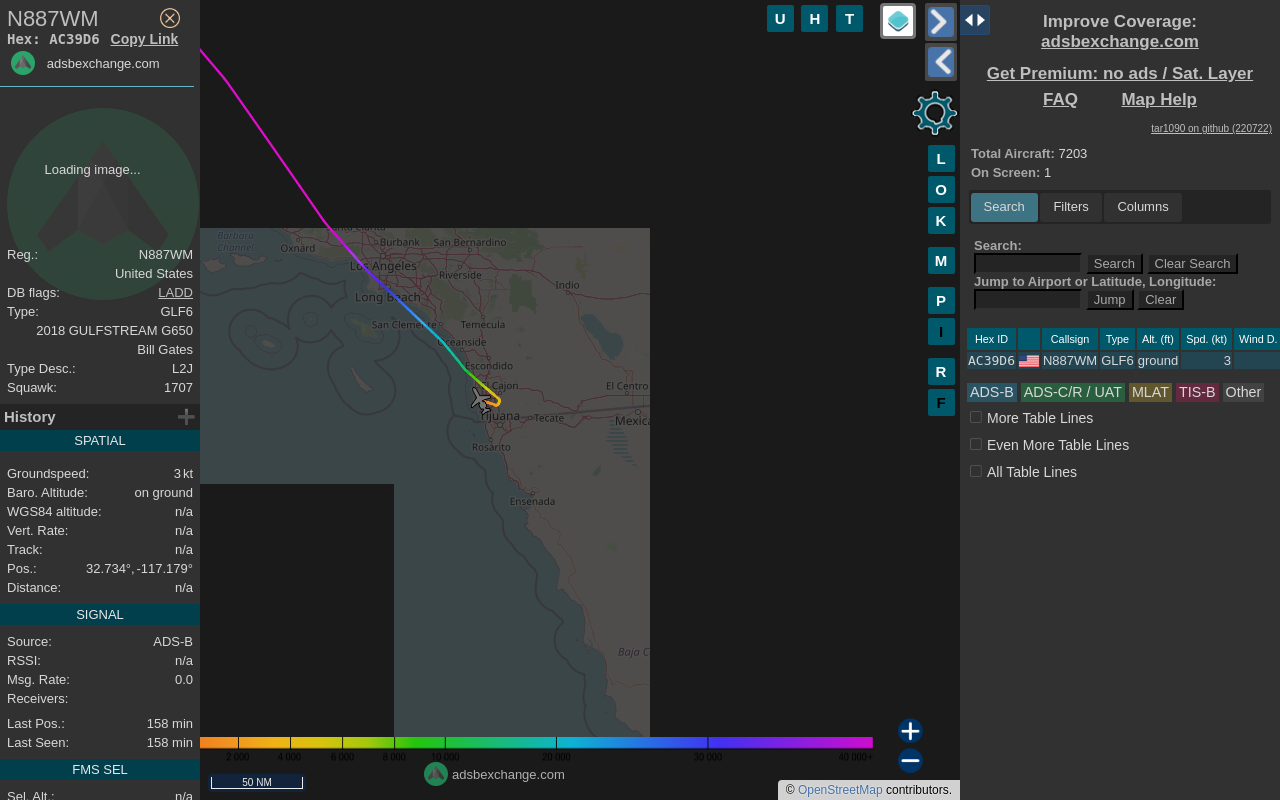 N887WM
Hex: AC39D6 Copy Link
adsbexchange.com
Loading image...
Reg.: N887WM
United States
DB flags: LADD
Type: GLF6
2018 GULFSTREAM G650
Bill Gates
Type Desc.: L2J
Squawk: 1707
History
SPATIAL
Groundspeed: 3 kt
Baro. Altitude: on ground
WGS84 altitude: n/a
Vert. Rate: n/a
Track: n/a
Pos.: 32.734°, -117.179°
Distance: n/a
SIGNAL
Source: ADS-B
RSSI: n/a
Msg. Rate: 0.0
Receivers:
Last Pos.: 158 min
Last Seen: 158 min
FMS SEL
Sel. Alt.: n/a
U H T
L
O
K
M
P
I
R
F
Barbara
Channel
Oxnard
Burbank San Bernardino
Los Angeles
Riverside
Long Beach
Indio
San Clemente Temecula
Oceanside
Escondido
Cajon
El Centro
Tijuana Tecate Mexica
Rosarito
Ensenada
Baja C
2 000 4 000 6 000 8 000 10 000 20 000 30 000 40 000+
50 NM
adsbexchange.com
© OpenStreetMap contributors.
Improve Coverage:
adsbexchange.com
Get Premium: no ads / Sat. Layer
FAQ Map Help
tar1090 on github (220722)
Total Aircraft: 7203
On Screen: 1
Search Filters Columns
Search:
Search Clear Search
Jump to Airport or Latitude, Longitude:
Jump Clear
Hex ID Callsign Type Alt. (ft) Spd. (kt) Wind D.
AC39D6 N887WM GLF6 ground 3
ADS-B ADS-C/R / UAT MLAT TIS-B Other
More Table Lines
Even More Table Lines
All Table Lines